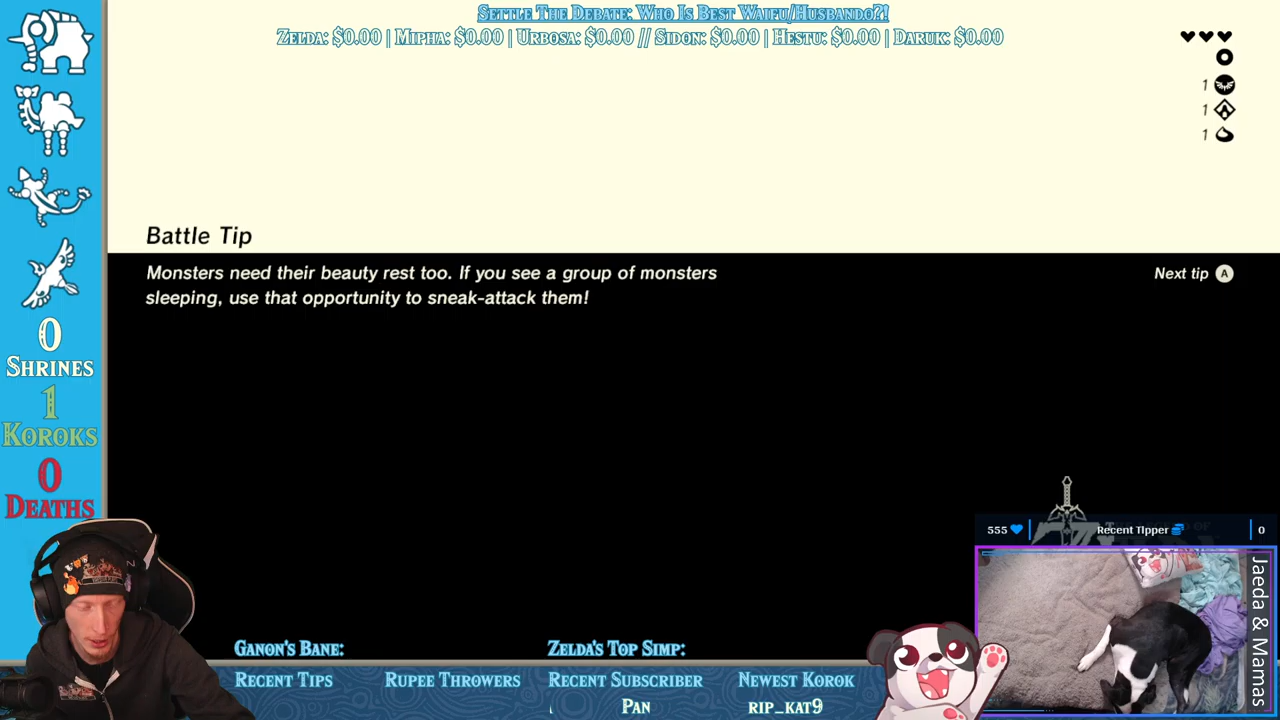 Settle The Debate: Who Is Best Waifu/Husbando?!
Zelda: $0.00 | Mipha: $0.00 | Urbosa: $0.00 // Sidon: $0.00 | Hestu: $0.00 | Daruk: $0.00
1
1
1
Battle Tip
Monsters need their beauty rest too. If you see a group of monsters
sleeping, use that opportunity to sneak-attack them!
Next tip A
0
Shrines
1
Koroks
0
Deaths
555
Recent Tipper
0
Jaeda & Mamas
Ganon's Bane:
Zelda's Top Simp:
Recent Tips
Rupee Throwers
Recent Subscriber
Newest Korok
Pan
rip_kat9